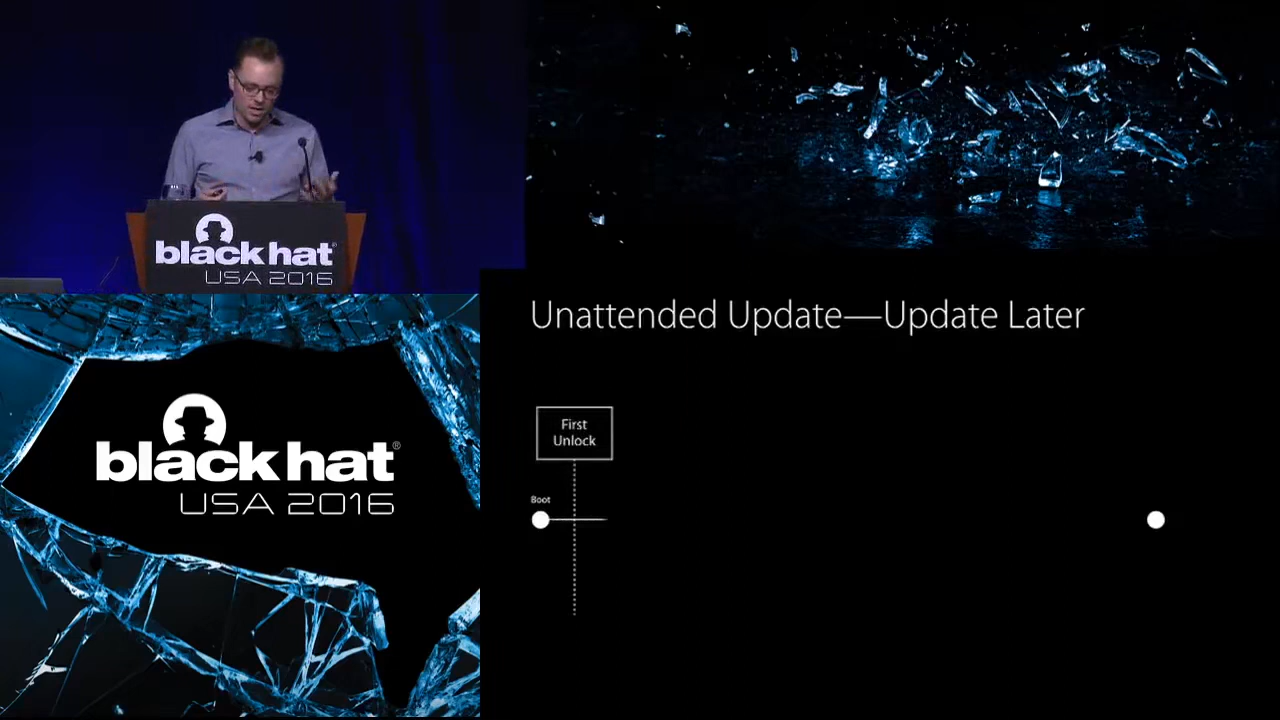 black hat®
USA 2016
Unattended Update—Update Later
First
Unlock
Boot
black hat®
USA 2016